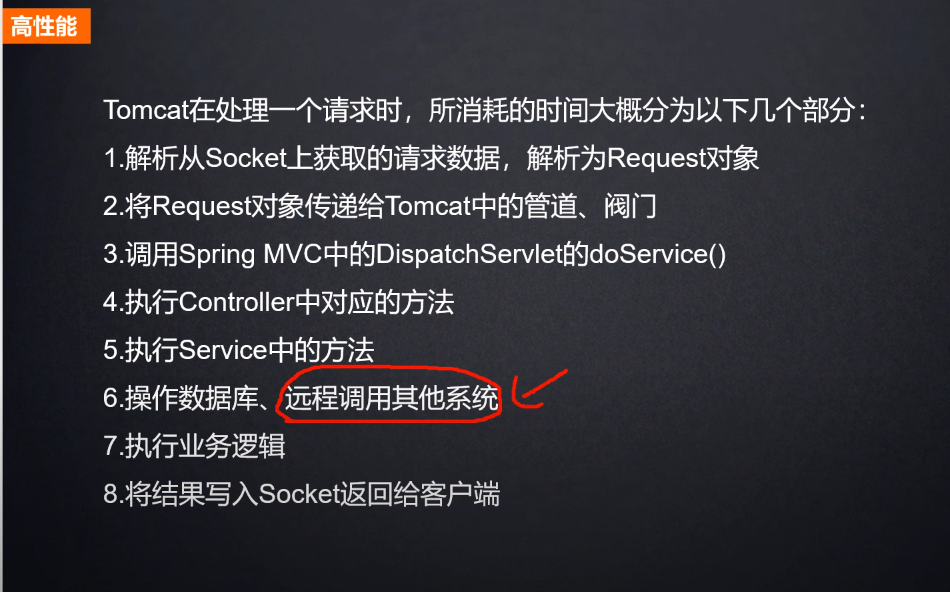 高性能
Tomcat在处理一个请求时，所消耗的时间大概分为以下几个部分：
1.解析从Socket上获取的请求数据，解析为Request对象
2.将Request对象传递给Tomcat中的管道、阀门
3.调用Spring MVC中的DispatchServlet的doService()
4.执行Controller中对应的方法
5.执行Service中的方法
6.操作数据库、远程调用其他系统
7.执行业务逻辑
8.将结果写入Socket返回给客户端